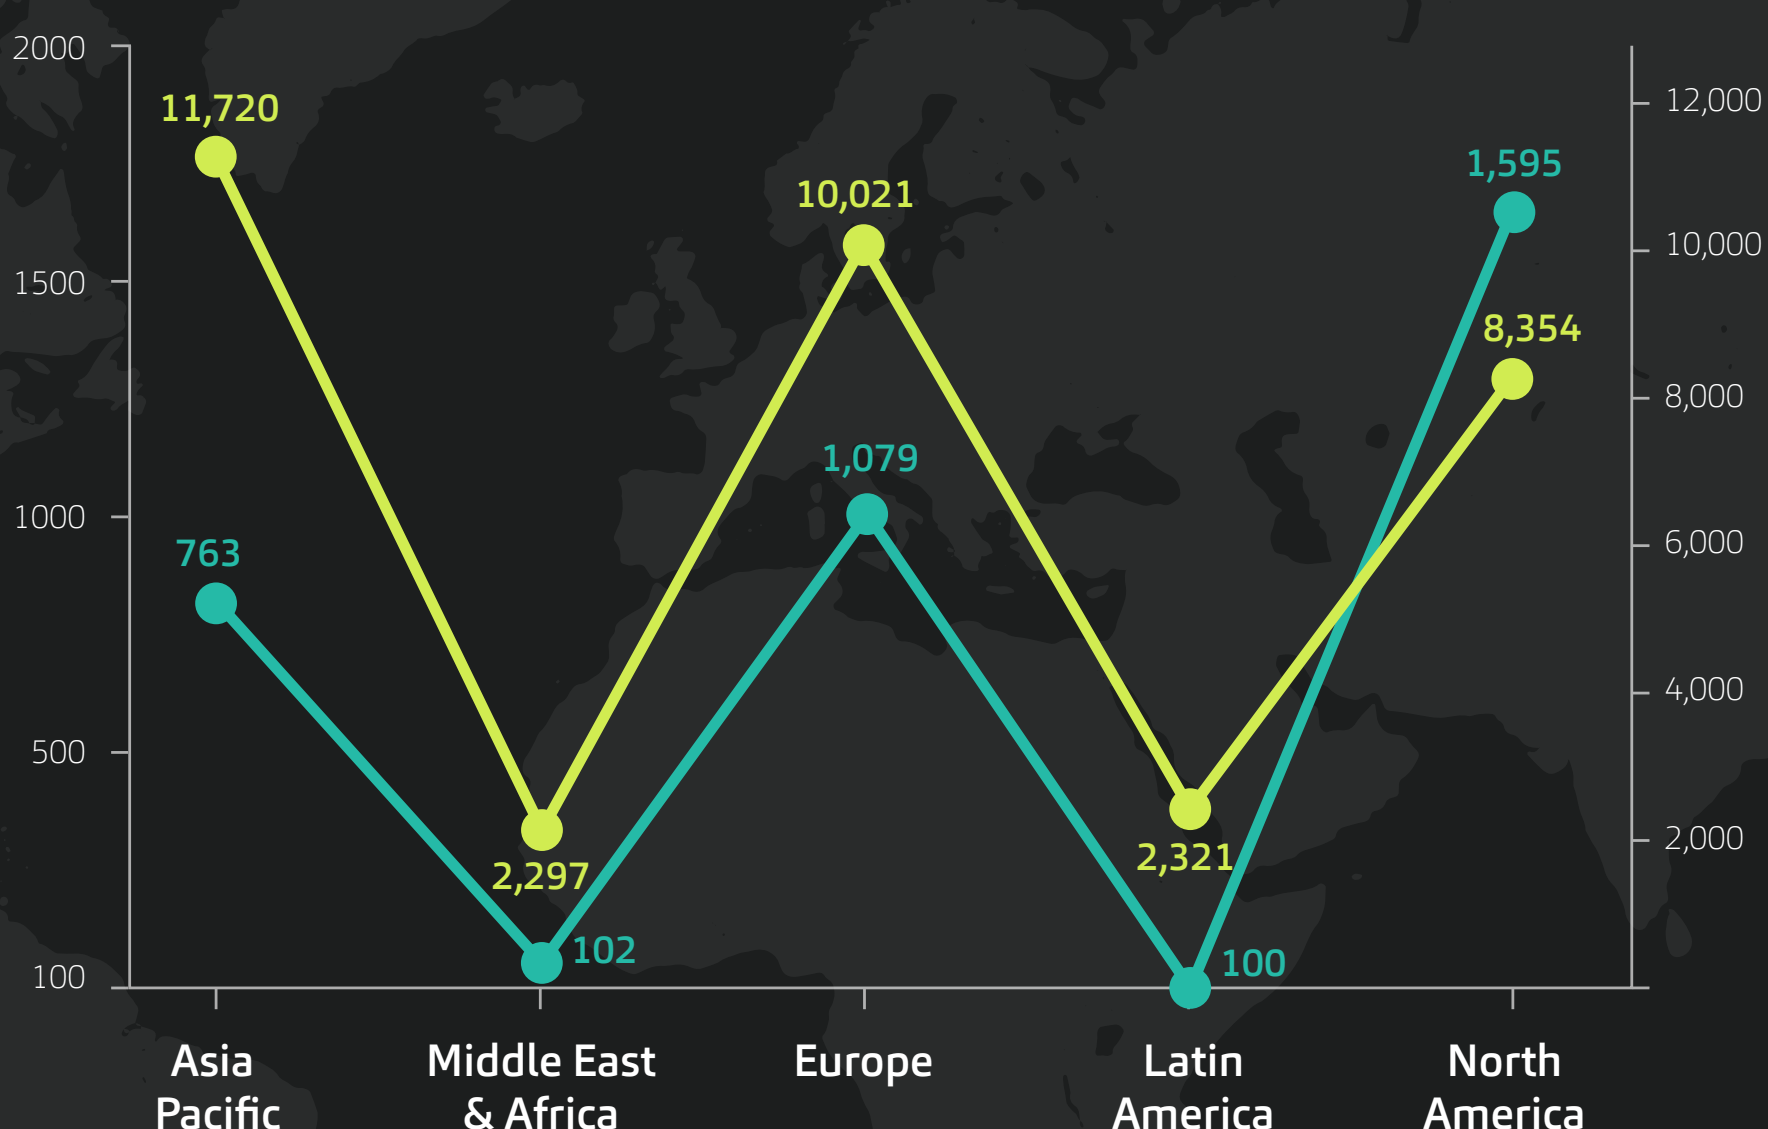 2000
11,720
12,000
10,021
1,595
10,000
1500
8,354
8,000
1,079
1000
763
6,000
4,000
500
2,297
2,321
2,000
102
100
100
Asia
Pacific
Middle East
& Africa
Europe
Latin
America
North
America